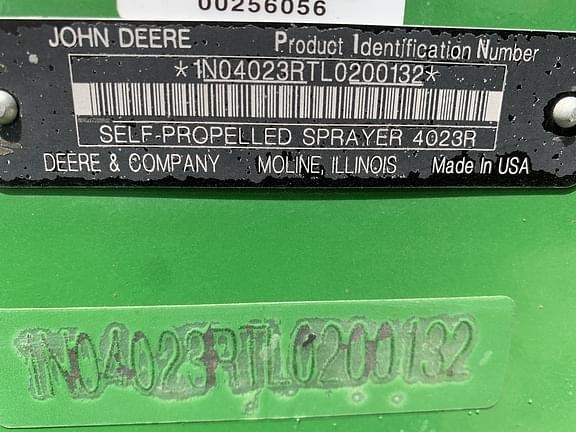 00256056
JOHN DEERE Product Identification Number
*1N04023RTL0200132*
SELF-PROPELLED SPRAYER 4023R
DEERE & COMPANY MOLINE, ILLINOIS Made In USA
1N04023RTL0200132